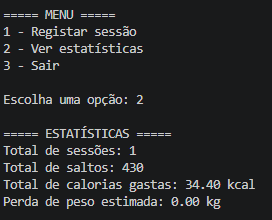 ===== MENU =====
1 - Registar sessão
2 - Ver estatísticas
3 - Sair
Escolha uma opção: 2
===== ESTATÍSTICAS =====
Total de sessões: 1
Total de saltos: 430
Total de calorias gastas: 34.40 kcal
Perda de peso estimada: 0.00 kg